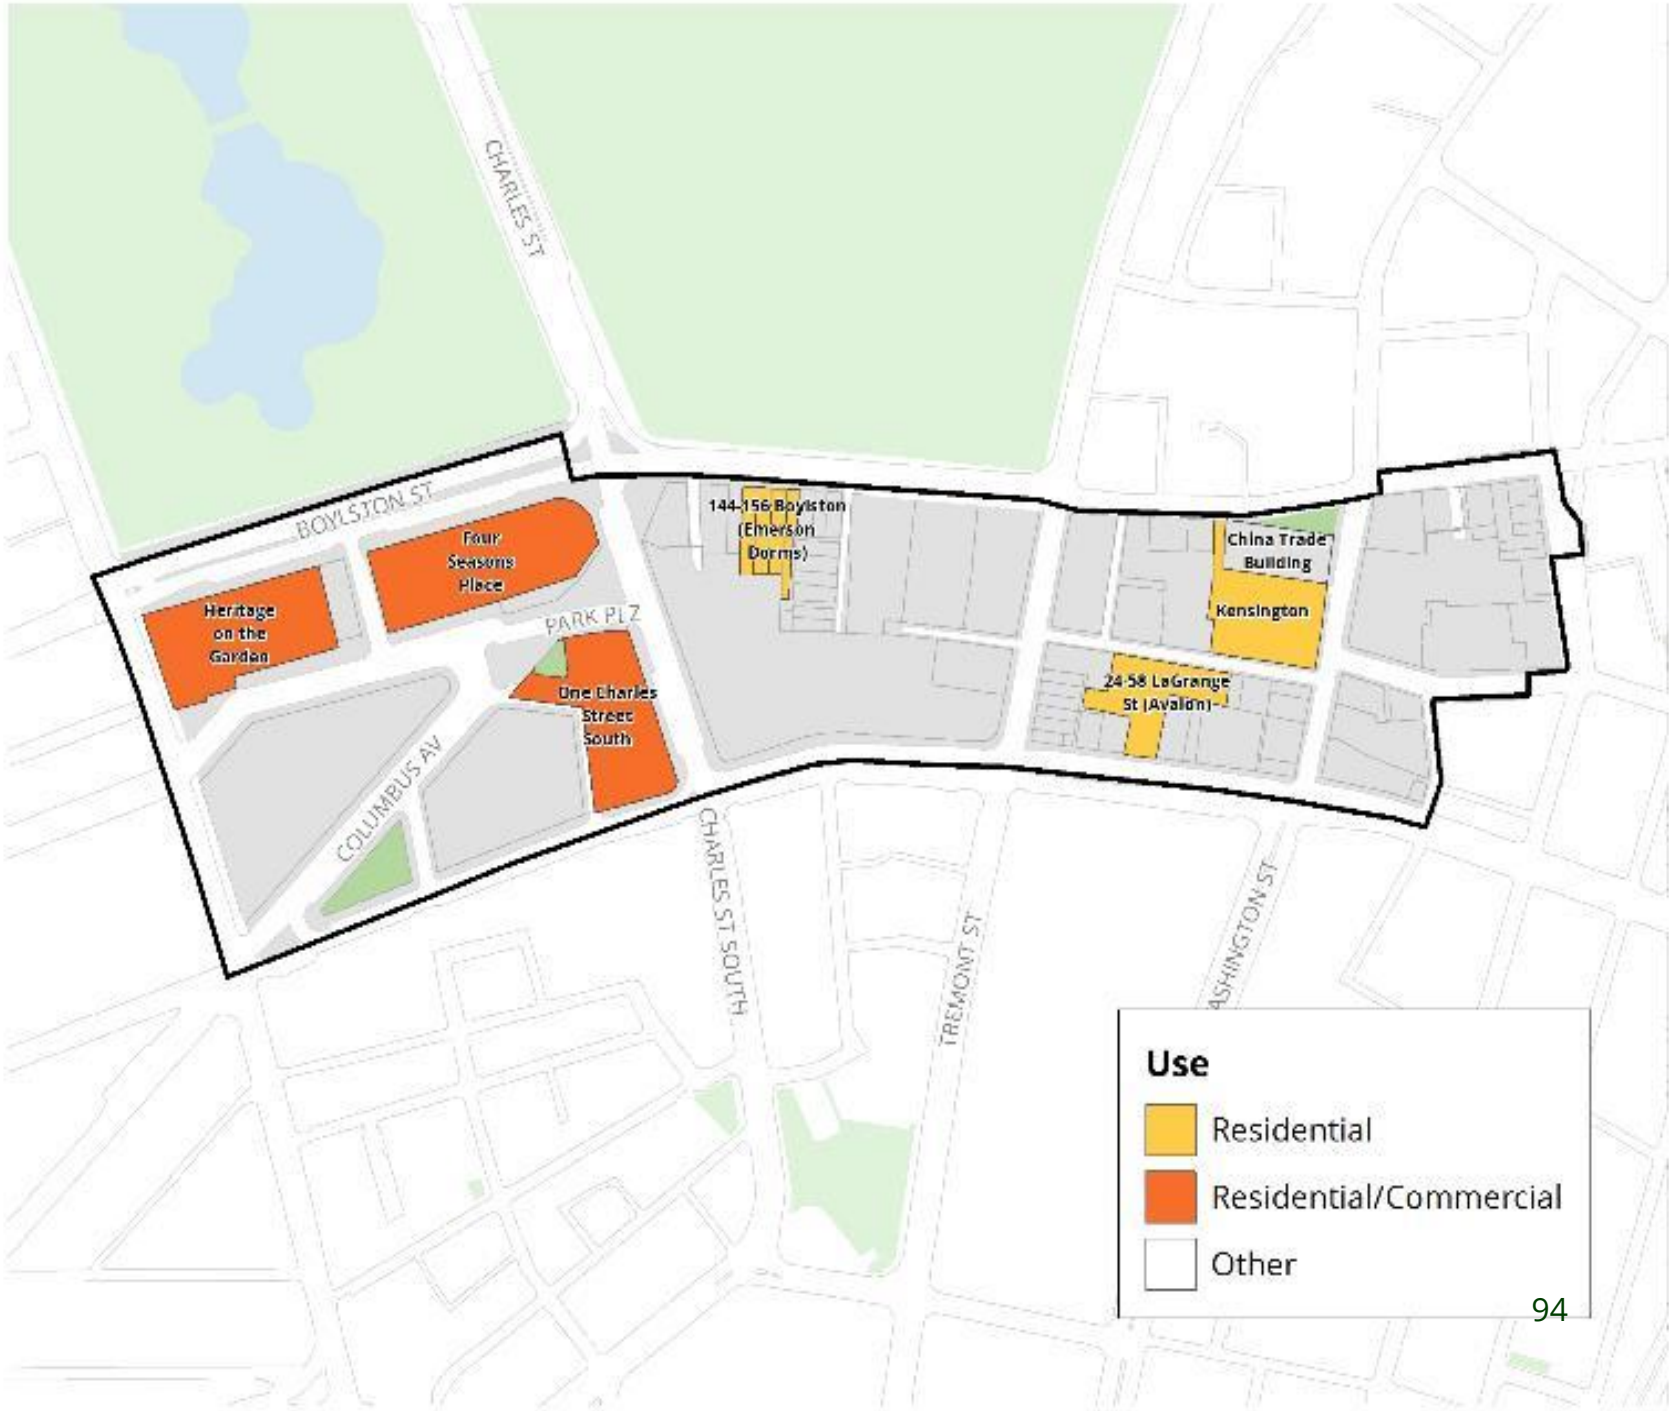 CHARLES ST
BOYLSTON ST
144-156 Boylston
(Emerson
Dorms)
Four
Seasons
Place
China Trade
Building
Heritage
on the
Garden
PARK PLZ
Kensington
One Charles
Street
South
24-58 LaGrange
St (Avalon)
COLUMBUS AV
CHARLES ST SOUTH
TREMONT ST
ASHINGTON ST
Use
Residential
Residential/Commercial
Other
94